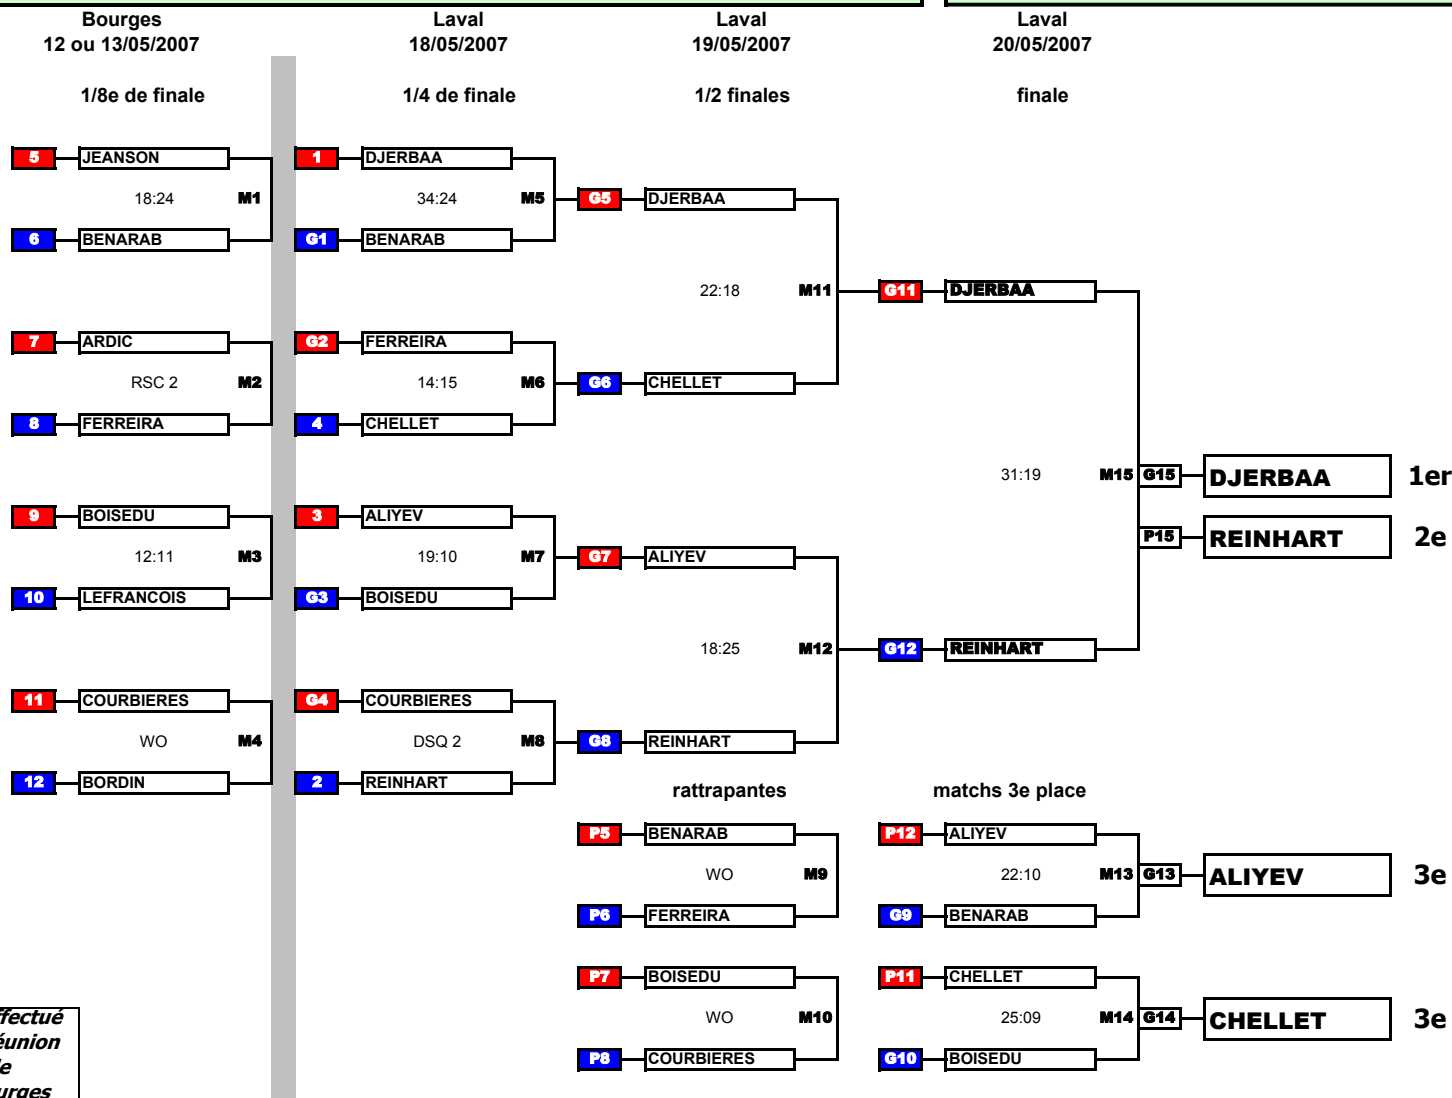 Bourges
12 ou 13/05/2007
1/8e de finale
Laval
18/05/2007
1/4 de finale
Laval
19/05/2007
1/2 finales
Laval
20/05/2007
finale
5 JEANSON
18:24 M1
6 BENARAB
7 ARDIC
RSC 2 M2
8 FERREIRA
9 BOISEDU
12:11 M3
10 LEFRANCOIS
11 COURBIERES
WO M4
12 BORDIN
1 DJERBAA
34:24 M5
G1 BENARAB
G2 FERREIRA
14:15 M6
4 CHELLET
3 ALIYEV
19:10 M7
G3 BOISEDU
G4 COURBIERES
DSQ 2 M8
2 REINHART
G5 DJERBAA
22:18 M11
G6 CHELLET
G7 ALIYEV
18:25 M12
G8 REINHART
G11 DJERBAA
31:19 M15
G12 REINHART
G15 DJERBAA 1er
P15 REINHART 2e
rattrapantes
P5 BENARAB
WO M9
P6 FERREIRA
P7 BOISEDU
WO M10
P8 COURBIERES
matchs 3e place
P12 ALIYEV
22:10 M13
G9 BENARAB
G13 ALIYEV 3e
P11 CHELLET
25:09 M14
G10 BOISEDU
G14 CHELLET 3e